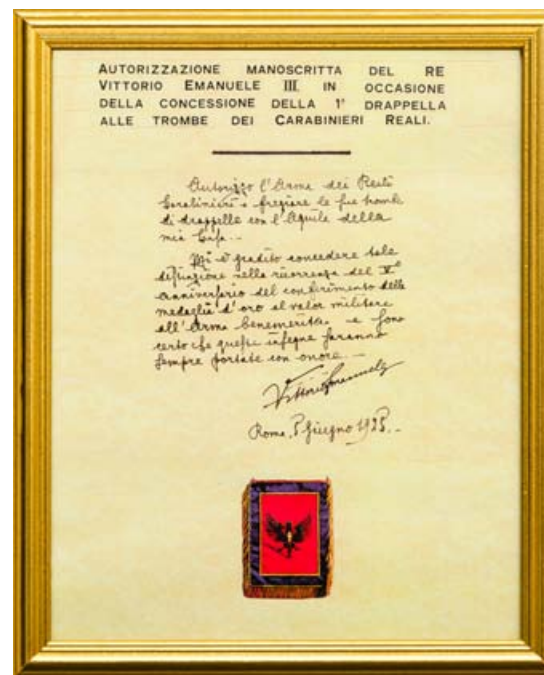 AUTORIZZAZIONE MANOSCRITTA DEL RE
VITTORIO EMANUELE III IN OCCASIONE
DELLA CONCESSIONE DELLA 1ª DRAPPELLA
ALLE TROMBE DEI CARABINIERI REALI.
Autorizzo l'Arma dei Reali
Carabinieri a fregiare le sue trombe
di drappelle con l'Aquila della
mia Casa.-
Mi è gradito concedere tale
distinzione nella ricorrenza del V°
anniversario del conferimento della
medaglia d'oro al valor militare
all'Arma benemerita. e sono
certo che queste insegne saranno
sempre portate con onore.-
Vittorio Emanuele
Roma, 5 Giugno 1925.-